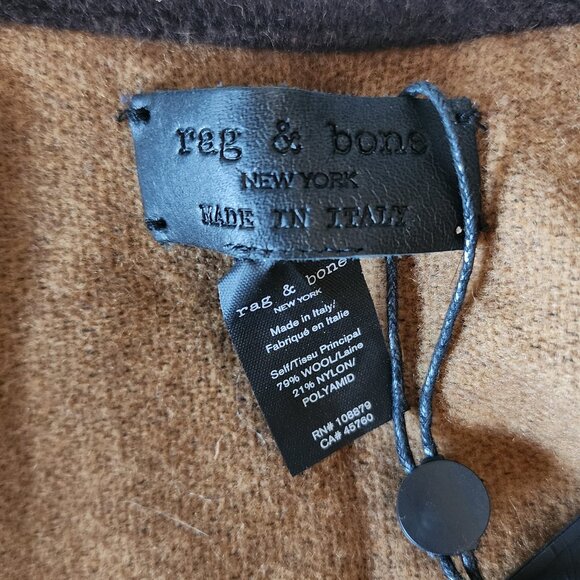 rag & bone
NEW YORK
MADE IN ITALY
rag & bone
NEW YORK
Made in Italy/
Fabriqué en Italie
Self/Tissu Principal
79% WOOL/Laine
21% NYLON/
POLYAMID
RN# 108879
CA# 45760